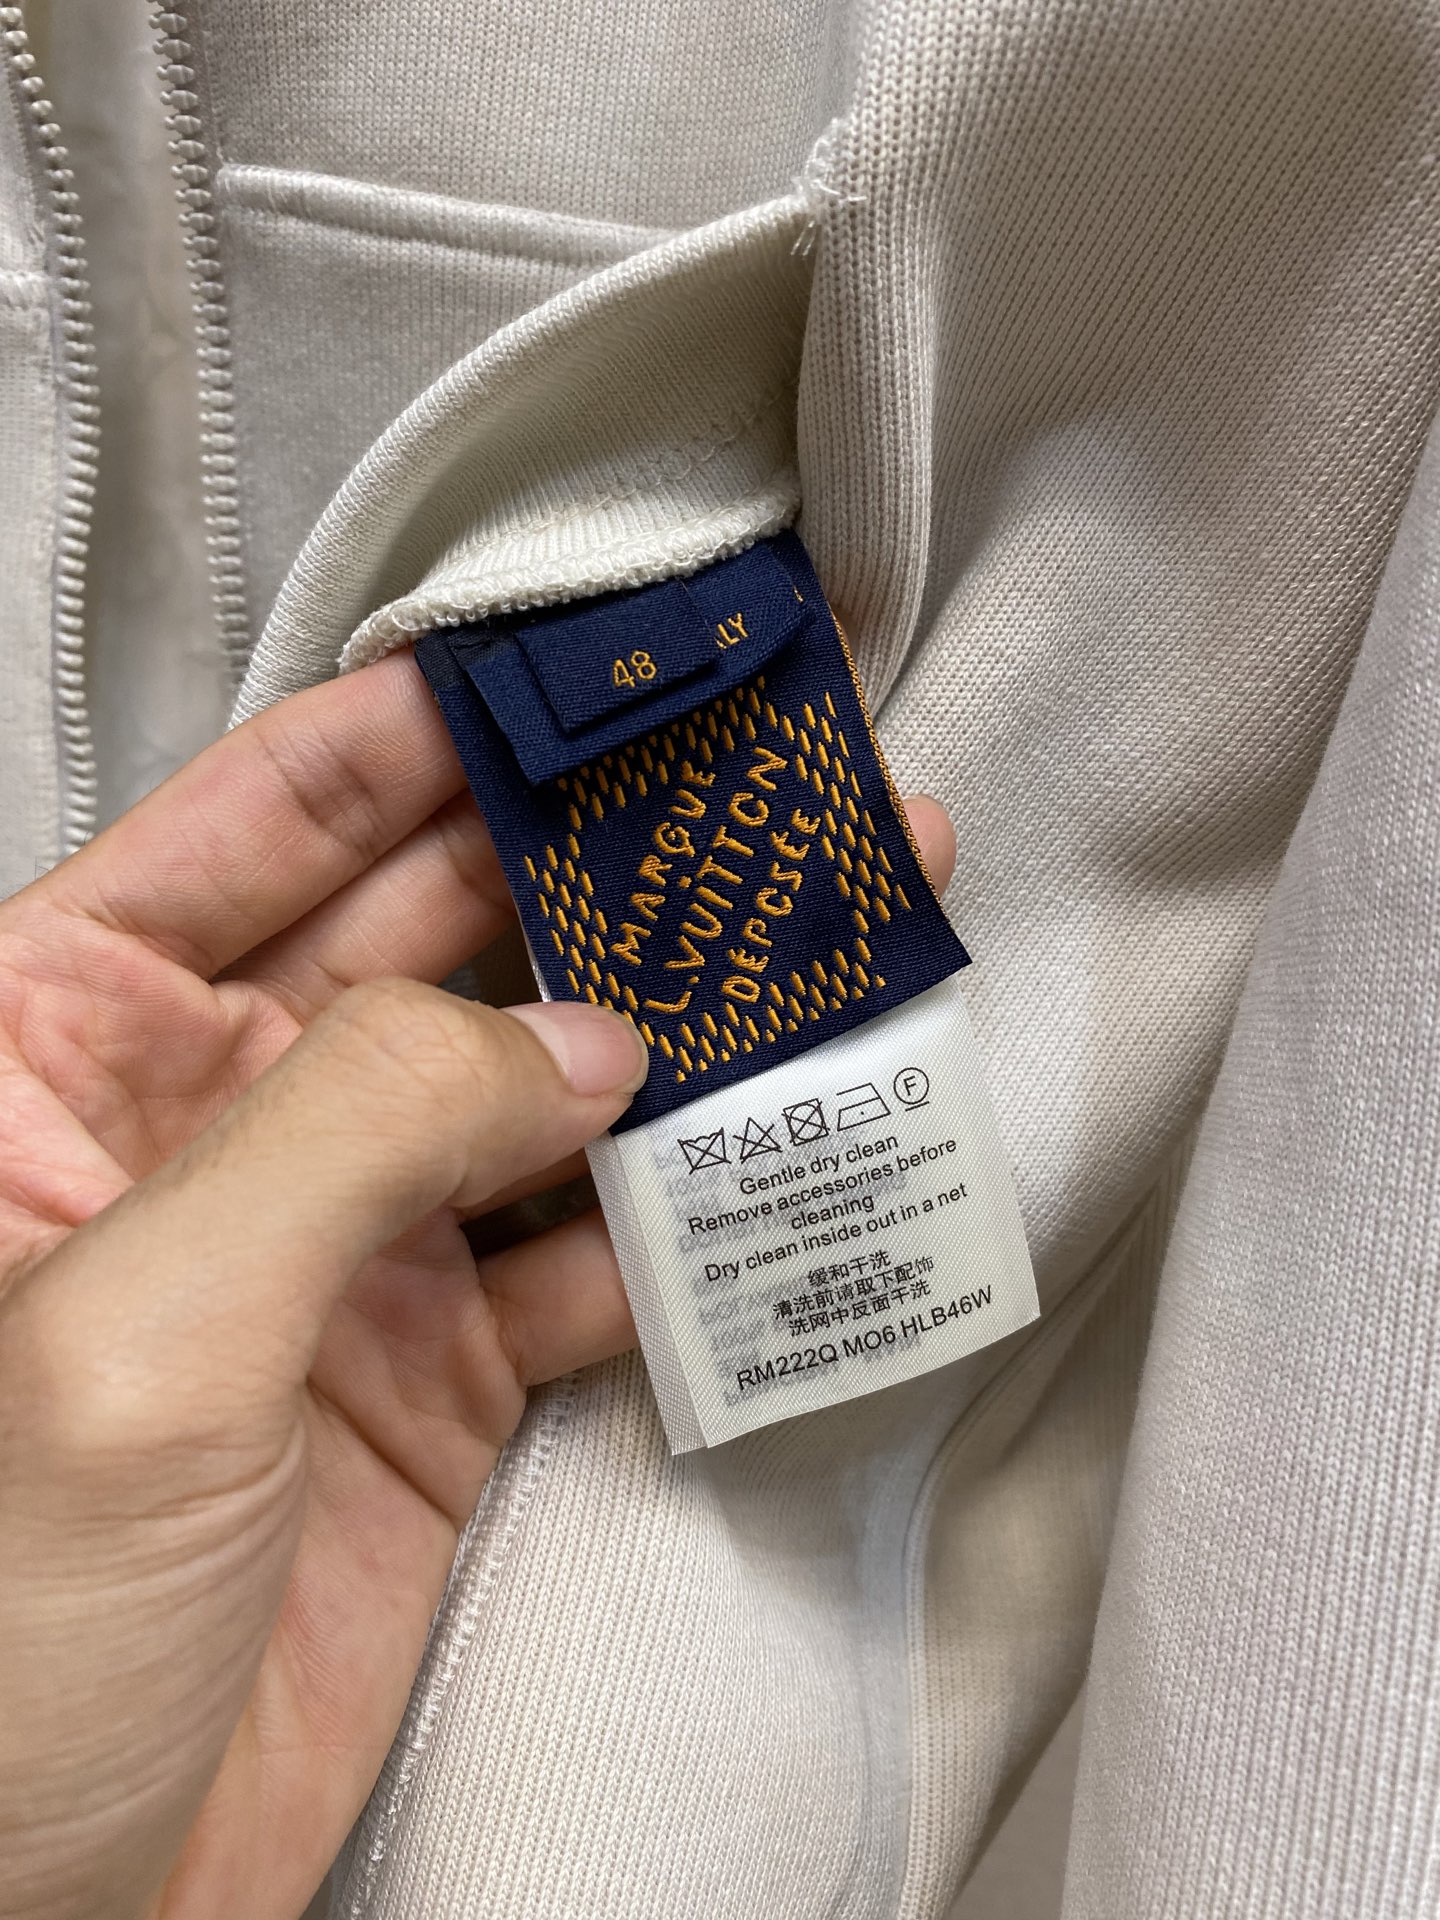 48
LY
MARQUE
L.VUITTON
DEPOSÉE
F
Gentle dry clean
Remove accessories before
cleaning
Dry clean inside out in a net
缓和干洗
清洗前请取下配饰
洗网中反面干洗
RM222Q MO6 HLB46W